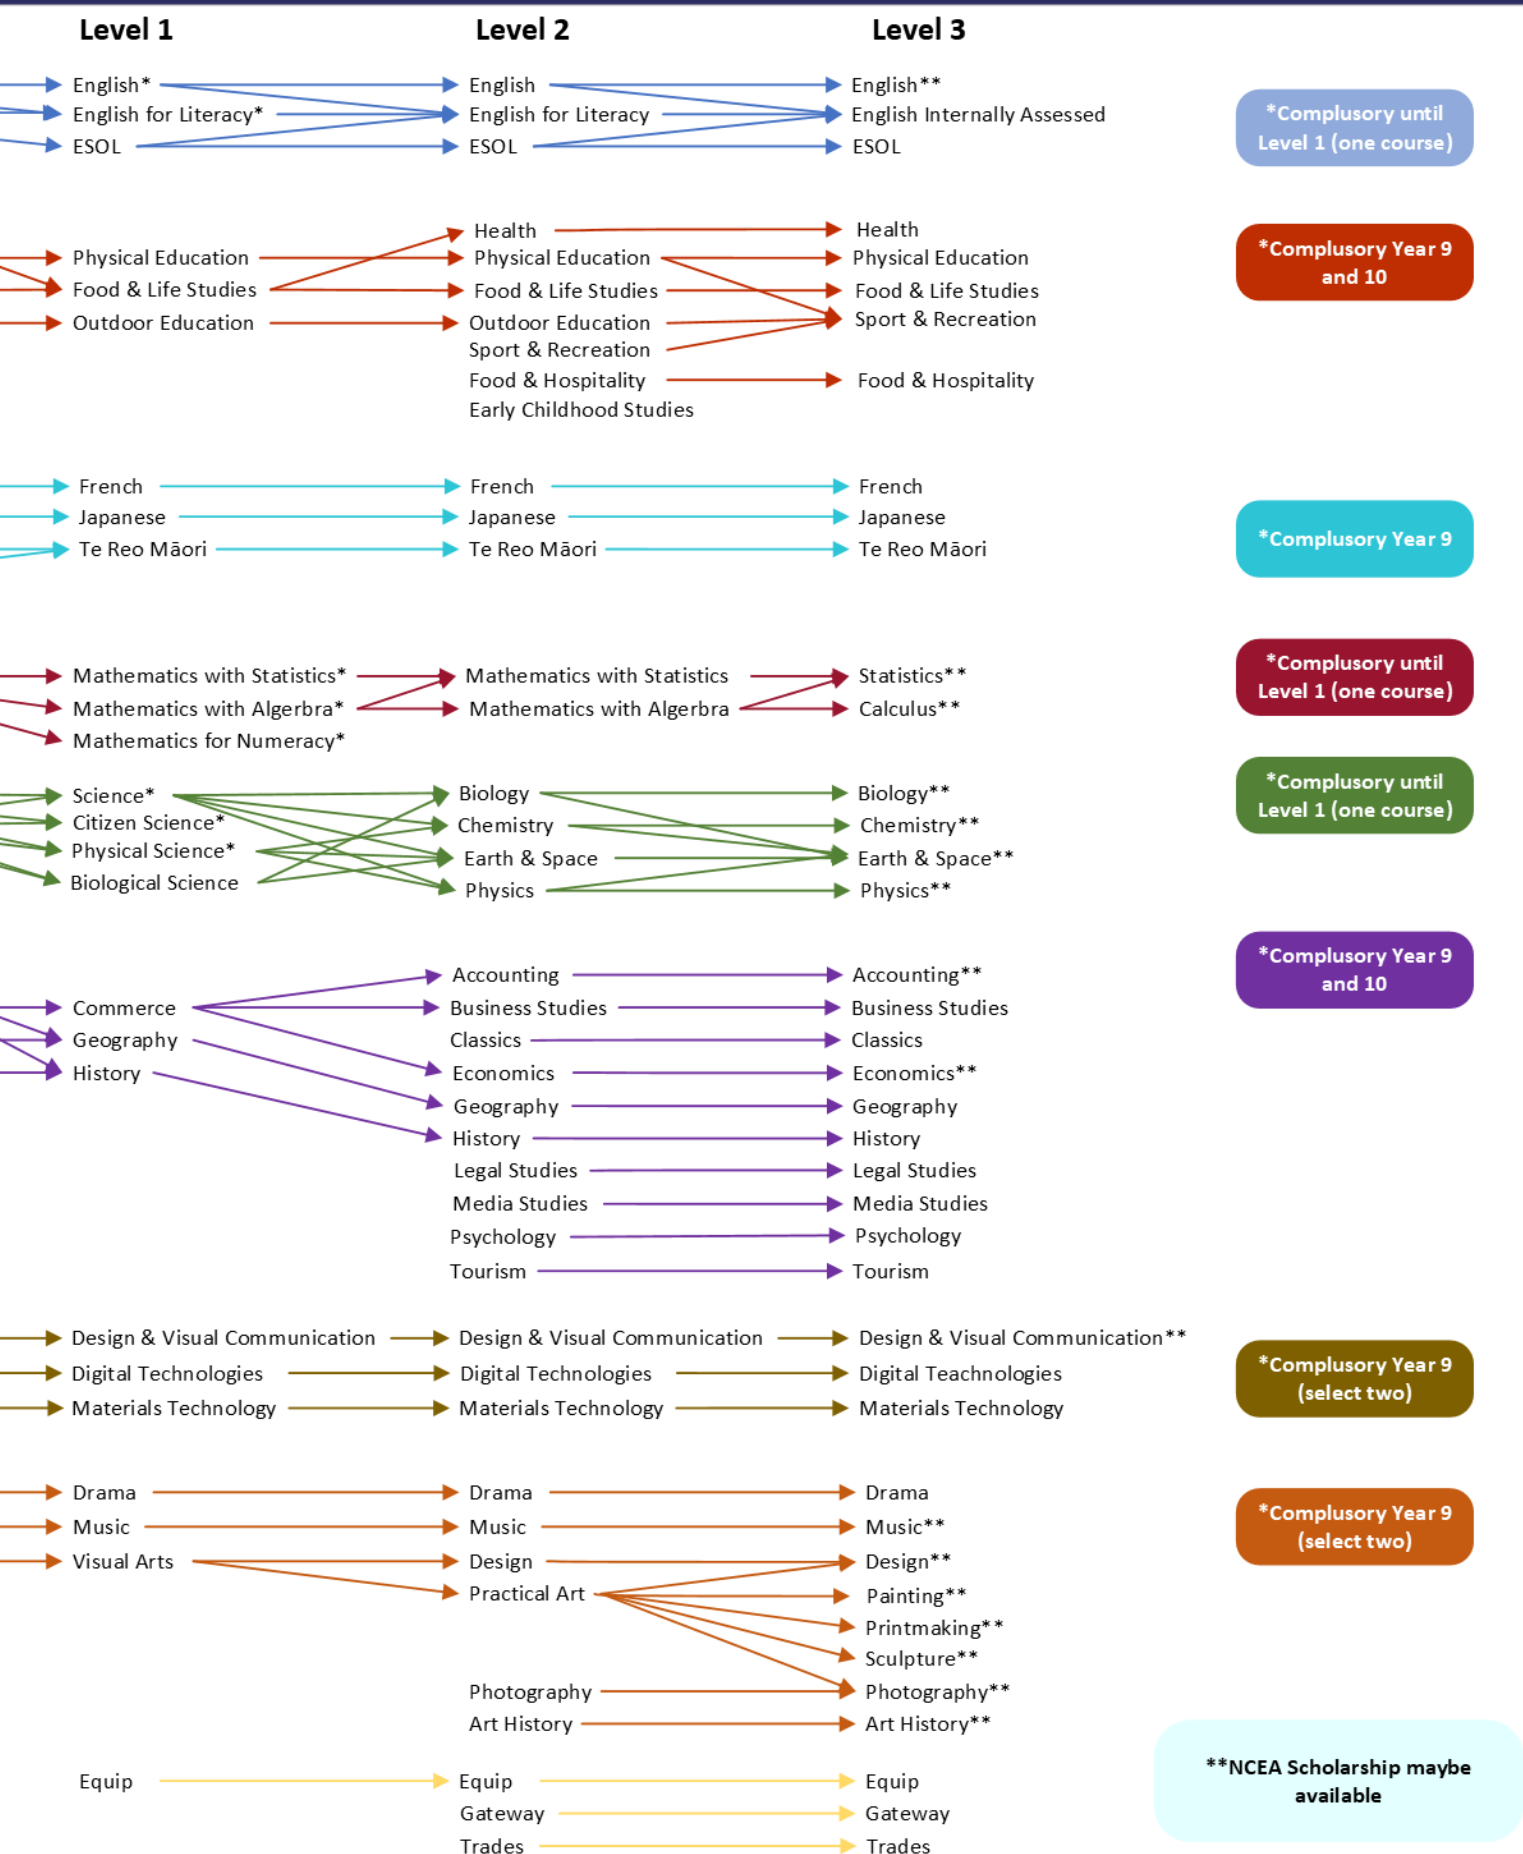 Level 1 Level 2 Level 3
English* English English**
English for Literacy* English for Literacy English Internally Assessed
ESOL ESOL ESOL
*Complusory until
Level 1 (one course)
Health Health
Physical Education Physical Education Physical Education
Food & Life Studies Food & Life Studies Food & Life Studies
Outdoor Education Outdoor Education Sport & Recreation
Sport & Recreation
Food & Hospitality Food & Hospitality
Early Childhood Studies
*Complusory Year 9
and 10
French French French
Japanese Japanese Japanese
Te Reo Māori Te Reo Māori Te Reo Māori
*Complusory Year 9
Mathematics with Statistics* Mathematics with Statistics Statistics**
Mathematics with Algerbra* Mathematics with Algerbra Calculus**
Mathematics for Numeracy*
*Complusory until
Level 1 (one course)
Science* Biology Biology**
Citizen Science* Chemistry Chemistry**
Physical Science* Earth & Space Earth & Space**
Biological Science Physics Physics**
*Complusory until
Level 1 (one course)
Accounting Accounting**
Commerce Business Studies Business Studies
Geography Classics Classics
History Economics Economics**
Geography Geography
History History
Legal Studies Legal Studies
Media Studies Media Studies
Psychology Psychology
Tourism Tourism
*Complusory Year 9
and 10
Design & Visual Communication Design & Visual Communication Design & Visual Communication**
Digital Technologies Digital Technologies Digital Teachnologies
Materials Technology Materials Technology Materials Technology
*Complusory Year 9
(select two)
Drama Drama Drama
Music Music Music**
Visual Arts Design Design**
Practical Art Painting**
Printmaking**
Sculpture**
Photography Photography**
Art History Art History**
*Complusory Year 9
(select two)
Equip Equip Equip
Gateway Gateway
Trades Trades
**NCEA Scholarship maybe
available